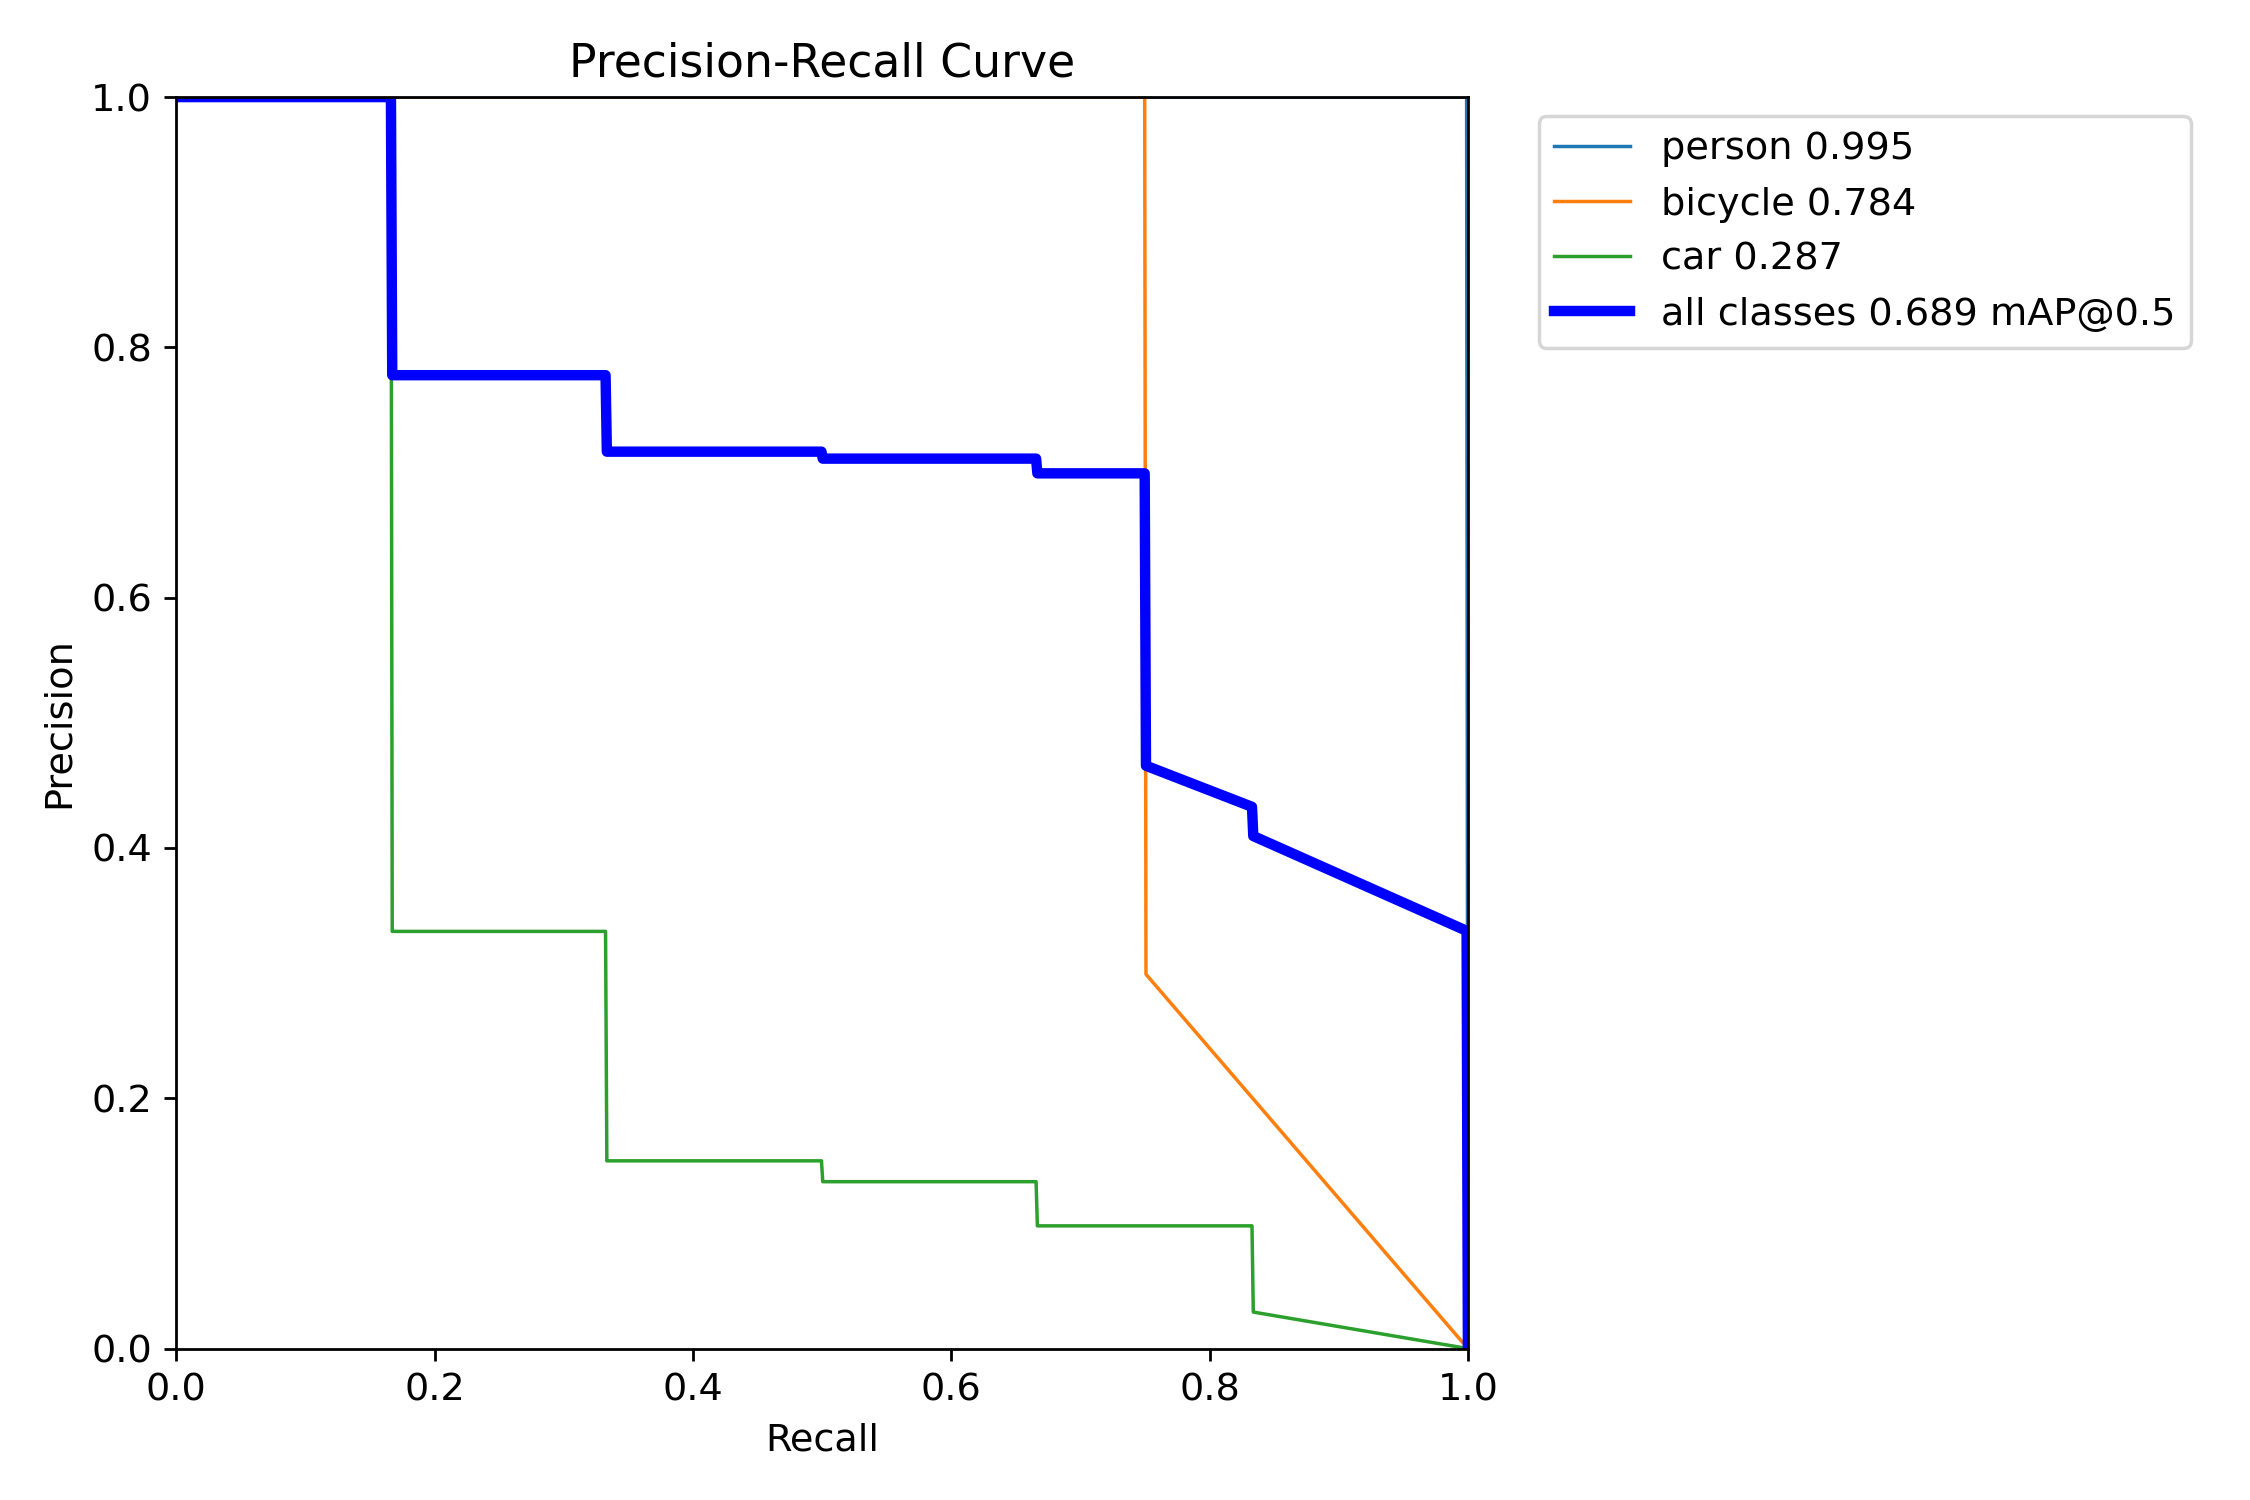 Precision-Recall Curve
1.0
0.8
0.6
0.4
0.2
0.0
Precision
0.0 0.2 0.4 0.6 0.8 1.0
Recall
person 0.995
bicycle 0.784
car 0.287
all classes 0.689 mAP@0.5